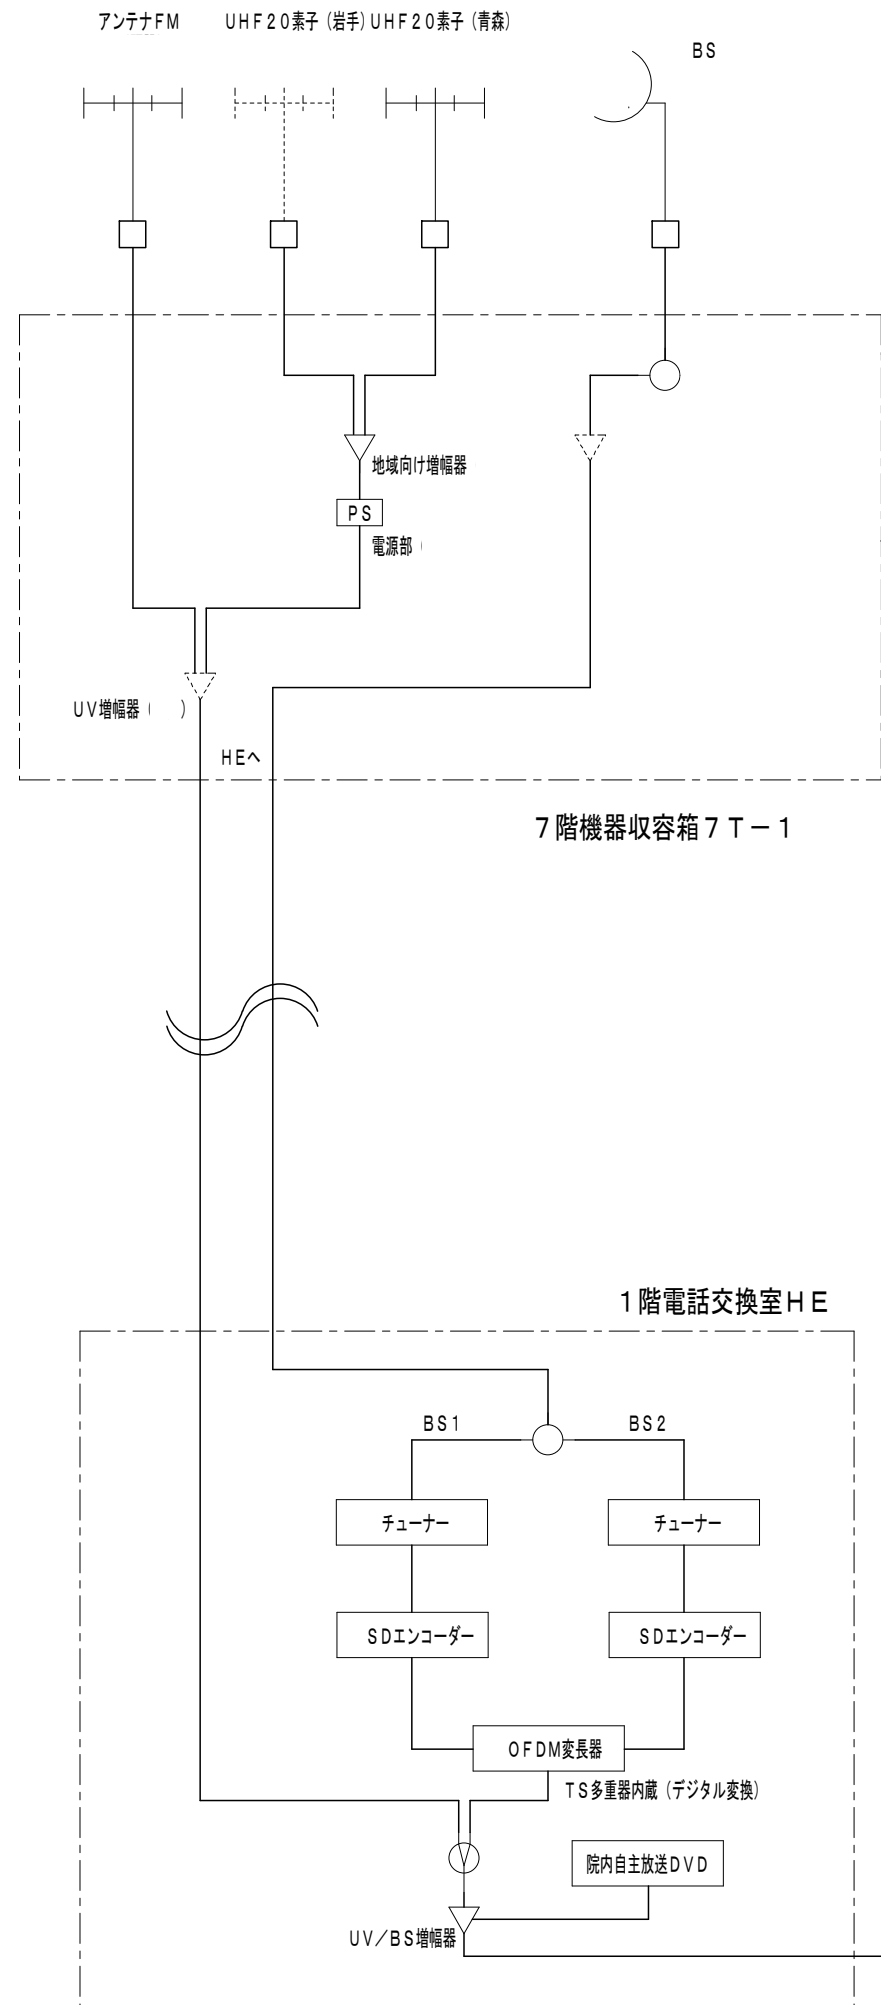 アンテナFM
UHF20素子（岩手）
UHF20素子（青森）
BS
地域向け増幅器
PS
電源部（
UV増幅器（　）
HEへ
7階機器収容箱7T－1
1階電話交換室HE
BS1
BS2
チューナー
チューナー
SDエンコーダー
SDエンコーダー
OFDM変長器
TS多重器内蔵（デジタル変換）
院内自主放送DVD
UV／BS増幅器